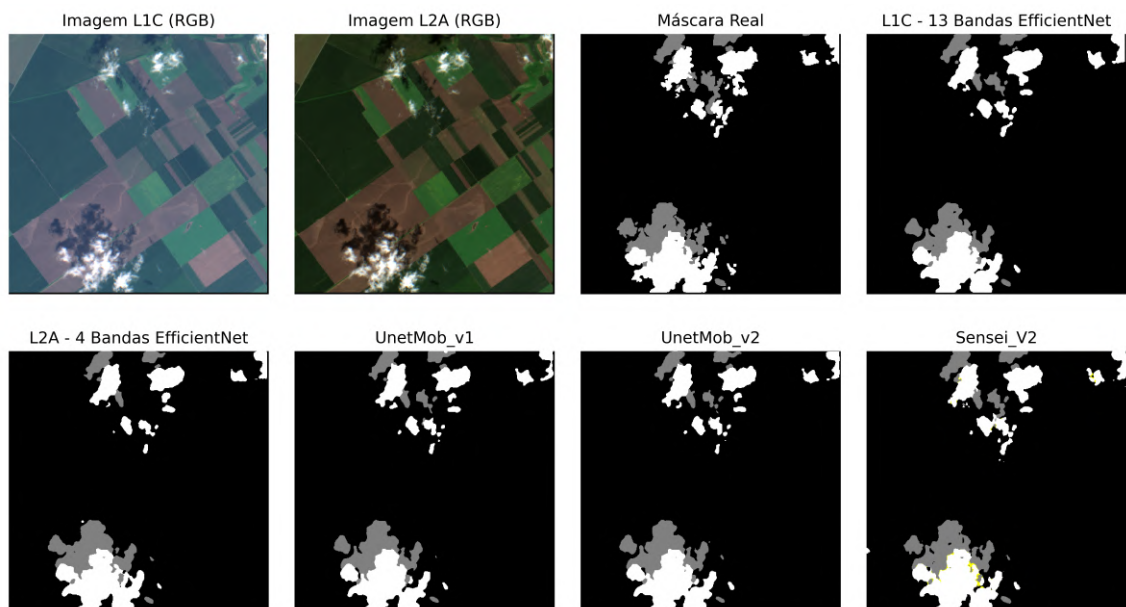 Imagem L1C (RGB)
Imagem L2A (RGB)
Máscara Real
L1C - 13 Bandas EfficientNet
L2A - 4 Bandas EfficientNet
UnetMob_v1
UnetMob_v2
Sensei_V2